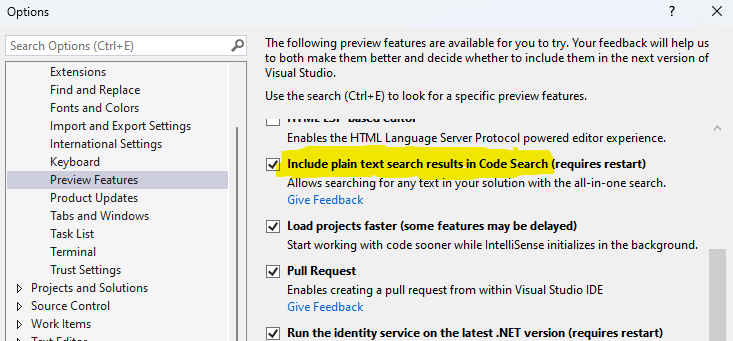 Options
?
Search Options (Ctrl+E)
Extensions
Find and Replace
Fonts and Colors
Import and Export Settings
International Settings
Keyboard
Preview Features
Product Updates
Tabs and Windows
Task List
Terminal
Trust Settings
Projects and Solutions
Source Control
Work Items
Text Editor
The following preview features are available for you to try. Your feedback will help us
to both make them better and decide whether to include them in the next version of
Visual Studio.
Use the search (Ctrl+E) to look for a specific preview features.
HTML LSP-based editor
Enables the HTML Language Server Protocol powered editor experience.
Include plain text search results in Code Search (requires restart)
Allows searching for any text in your solution with the all-in-one search.
Give Feedback
Load projects faster (some features may be delayed)
Start working with code sooner while IntelliSense initializes in the background.
Pull Request
Enables creating a pull request from within Visual Studio IDE
Give Feedback
Run the identity service on the latest .NET version (requires restart)